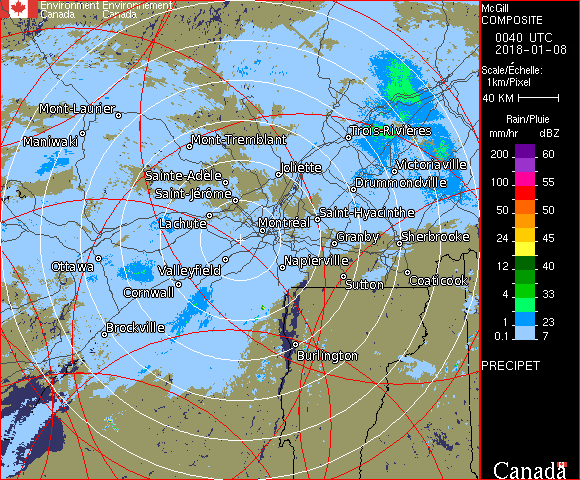 Environment Environnement
Canada Canada
McGill
COMPOSITE
0040 UTC
2018-01-08
Scale/Échelle:
1km/Pixel
40 KM
Rain/Pluie
mm/hr dBZ
200 60
100 55
50 50
24 45
12 40
4 33
1 23
0.1 7
PRECIPET
Mont-Laurier
Maniwaki
Mont-Tremblant
Trois-Rivières
Sainte-Adèle
Joliette
Victoriaville
Saint-Jérôme
Drummondville
Lachute
Montréal
Saint-Hyacinthe
Granby
Sherbrooke
Ottawa
Valleyfield
Napierville
Cornwall
Sutton
Coaticook
Brockville
Burlington
Canada